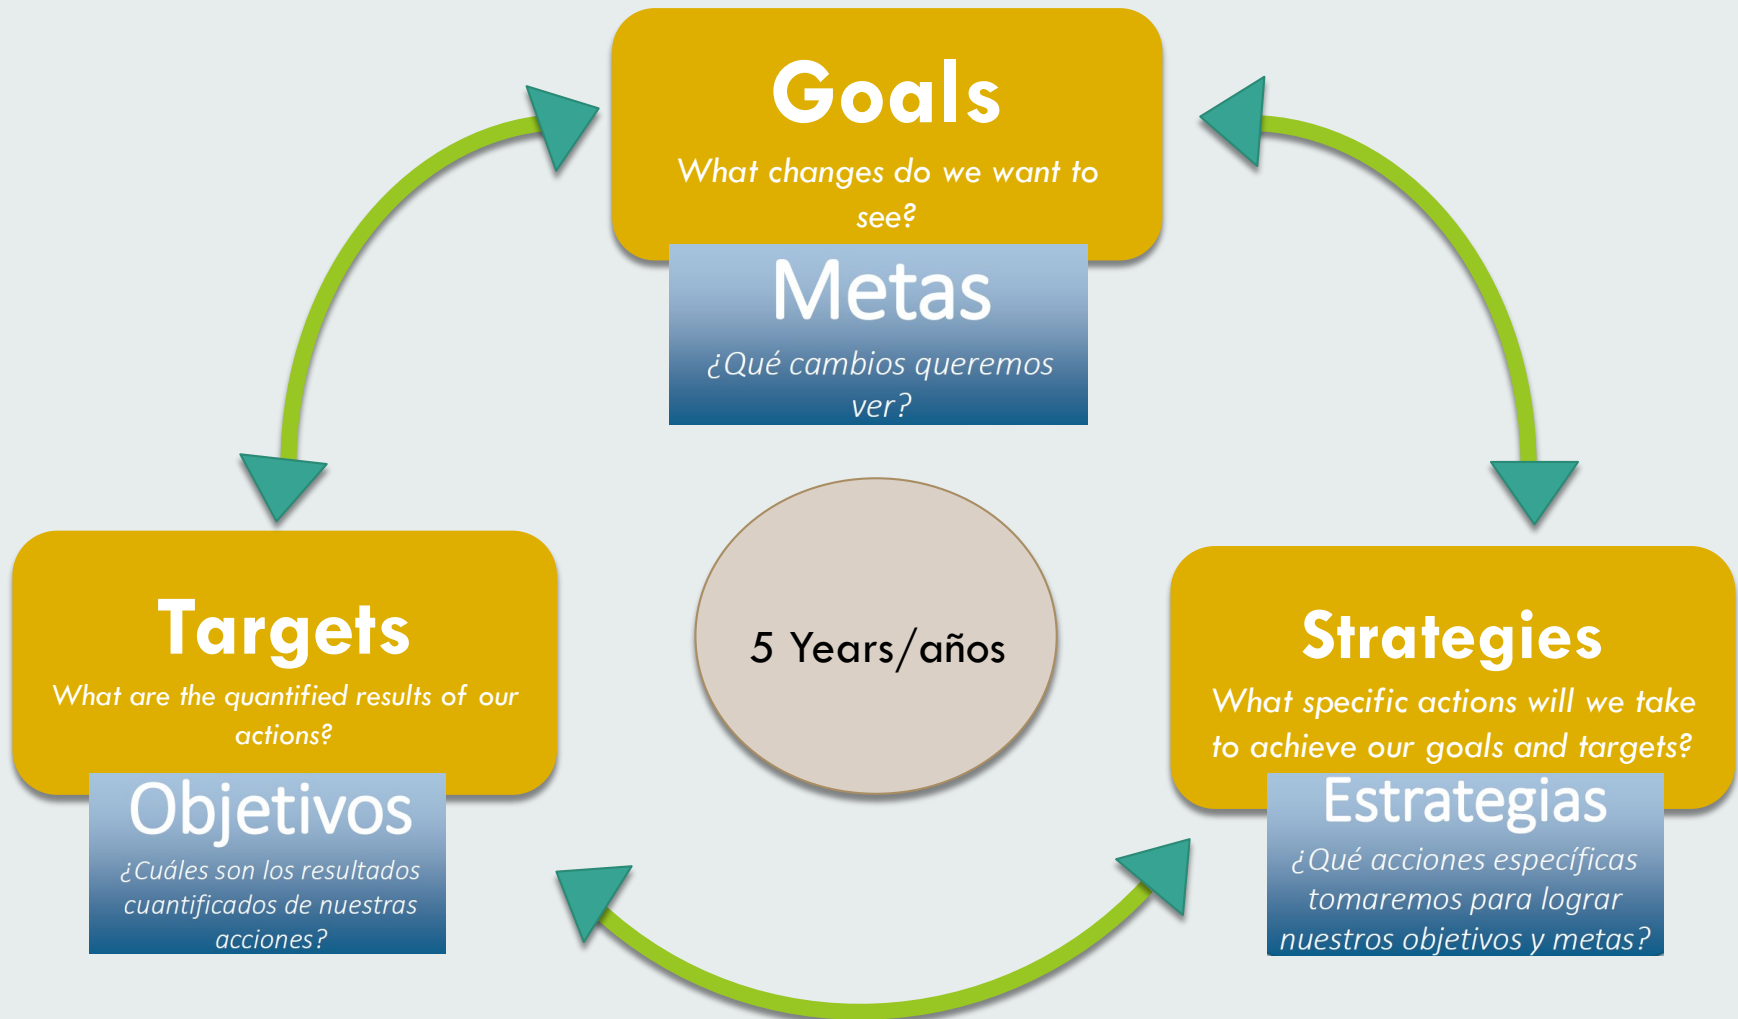 Goals
What changes do we want to
see?
Metas
¿Qué cambios queremos
ver?
Targets
What are the quantified results of our
actions?
Objetivos
¿Cuáles son los resultados
cuantificados de nuestras
acciones?
5 Years/años
Strategies
What specific actions will we take
to achieve our goals and targets?
Estrategias
¿Qué acciones específicas
tomaremos para lograr
nuestros objetivos y metas?